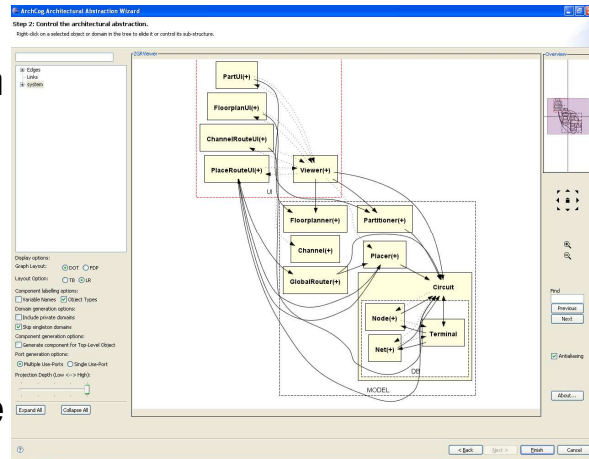 ArchCog Architectural Abstraction Wizard
Step 2: Control the architectural abstraction.
Right-click on a selected object or domain in the tree to elide it or control its sub-structure.
Edges
Links
system
Display options:
Graph Layout: DOT FDP
Layout Option: TB LR
Component labelling options:
Variable Names Object Types
Domain generation options:
Include private domains
Skip singleton domains
Component generation options:
Generate component for Top-Level Object
Port generation options:
Multiple Use-Ports Single Use-Port
Projection Depth (Low <--> High):
Expand All Collapse All
ZGRViewer
PartUI(+)
FloorplanUI(+)
ChannelRouteUI(+)
PlaceRouteUI(+) Viewer(+)
UI
Floorplanner(+) Partitioner(+)
Channel(+)
Placer(+)
GlobalRouter(+)
Circuit
Node(+)
Terminal
Net(+)
DB
MODEL
Overview
Find
Previous
Next
Antialiasing
About...
< Back Next > Finish Cancel